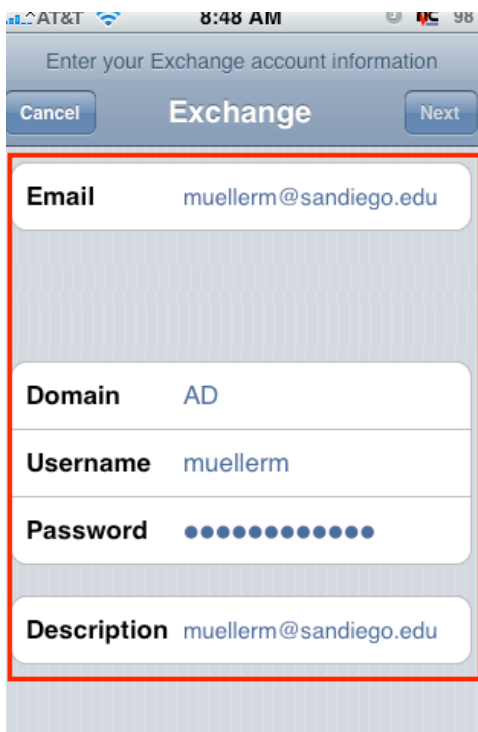 AT&T 8:48 AM 98
Enter your Exchange account information
Cancel Exchange Next
Email muellerm@sandiego.edu
Domain AD
Username muellerm
Password ●●●●●●●●●●●●
Description muellerm@sandiego.edu